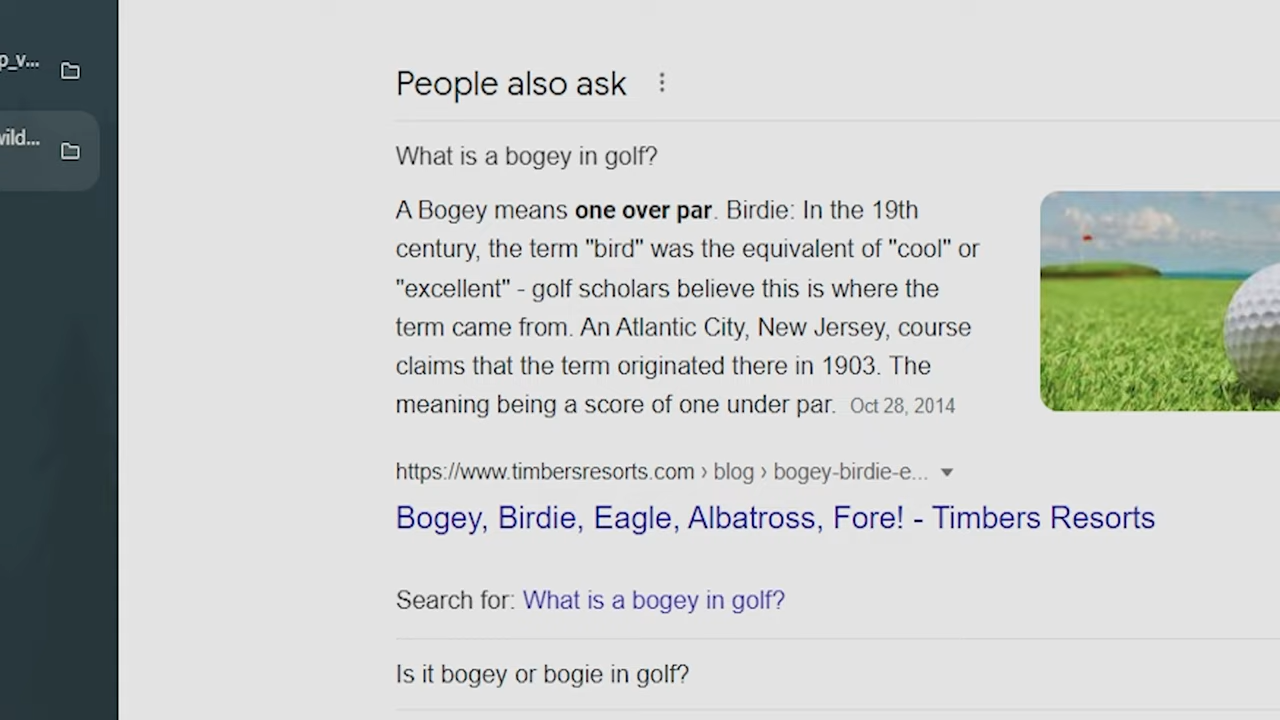 p_v...
People also ask
wild...
What is a bogey in golf?
A Bogey means one over par. Birdie: In the 19th
century, the term "bird" was the equivalent of "cool" or
"excellent" - golf scholars believe this is where the
term came from. An Atlantic City, New Jersey, course
claims that the term originated there in 1903. The
meaning being a score of one under par. Oct 28, 2014
https://www.timbersresorts.com › blog › bogey-birdie-e...
Bogey, Birdie, Eagle, Albatross, Fore! - Timbers Resorts
Search for: What is a bogey in golf?
Is it bogey or bogie in golf?